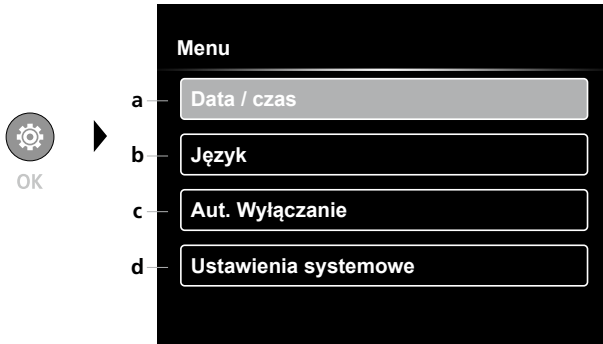 Menu
a Data / czas
b Język
c Aut. Wyłączanie
d Ustawienia systemowe
OK